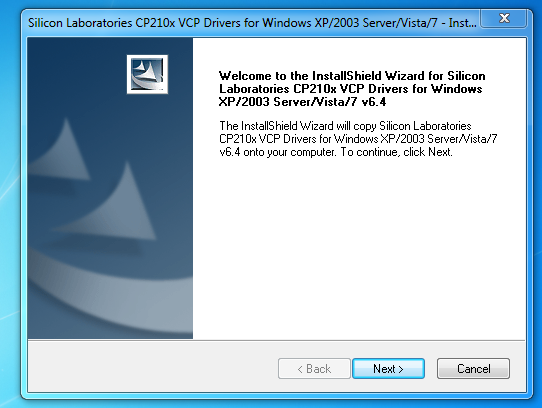 Silicon Laboratories CP210x VCP Drivers for Windows XP/2003 Server/Vista/7 - Inst...
Welcome to the InstallShield Wizard for Silicon
Laboratories CP210x VCP Drivers for Windows
XP/2003 Server/Vista/7 v6.4
The InstallShield Wizard will copy Silicon Laboratories
CP210x VCP Drivers for Windows XP/2003 Server/Vista/7
v6.4 onto your computer. To continue, click Next.
< Back
Next >
Cancel